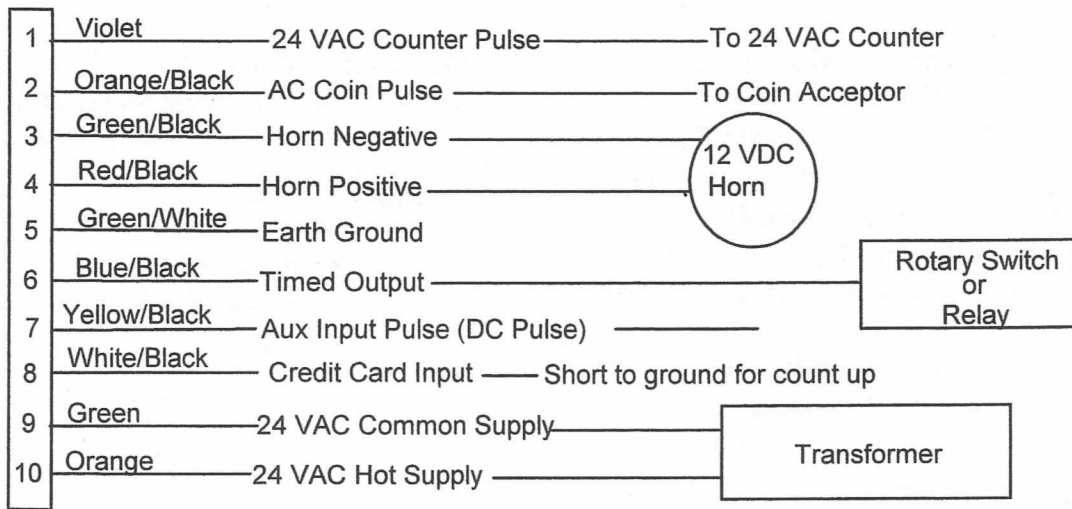 1 Violet 24 VAC Counter Pulse To 24 VAC Counter
2 Orange/Black AC Coin Pulse To Coin Acceptor
3 Green/Black Horn Negative
12 VDC
Horn
4 Red/Black Horn Positive
5 Green/White Earth Ground
6 Blue/Black Timed Output
Rotary Switch
or
Relay
7 Yellow/Black Aux Input Pulse (DC Pulse)
8 White/Black Credit Card Input Short to ground for count up
9 Green 24 VAC Common Supply
Transformer
10 Orange 24 VAC Hot Supply